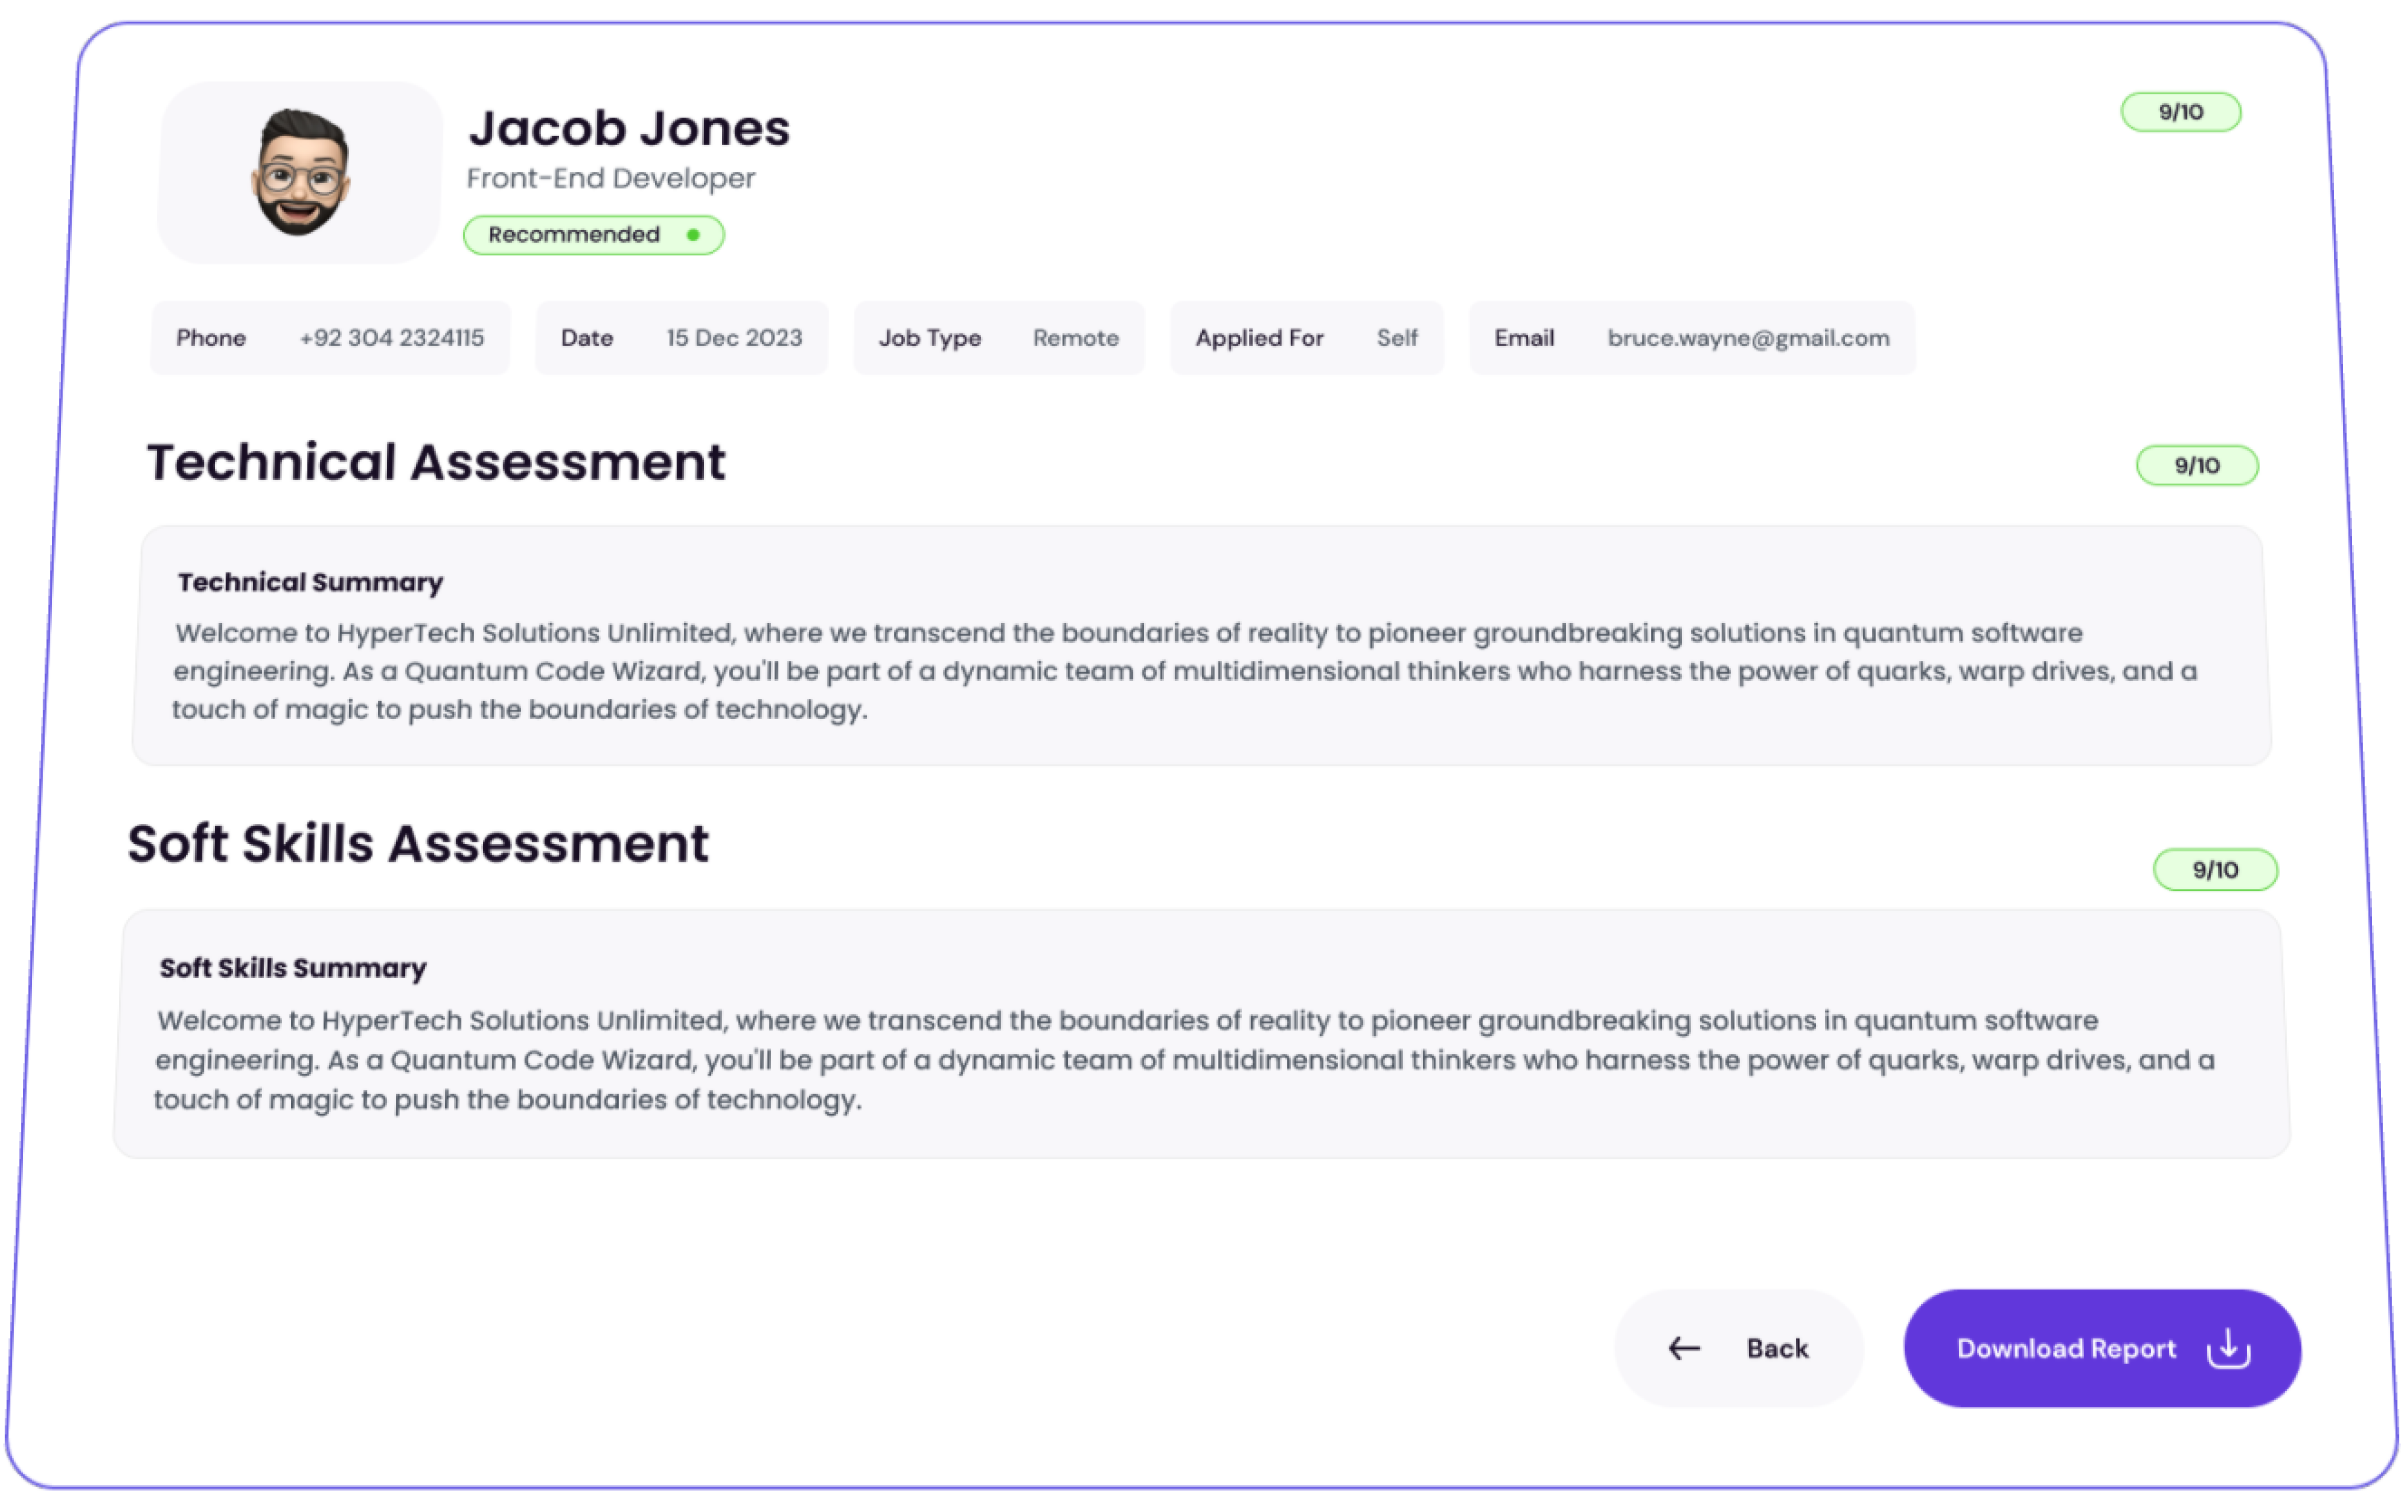 Jacob Jones
9/10
Front-End Developer
Recommended
Phone +92 304 2324115 Date 15 Dec 2023 Job Type Remote Applied For Self Email bruce.wayne@gmail.com
Technical Assessment
9/10
Technical Summary
Welcome to HyperTech Solutions Unlimited, where we transcend the boundaries of reality to pioneer groundbreaking solutions in quantum software
engineering. As a Quantum Code Wizard, you'll be part of a dynamic team of multidimensional thinkers who harness the power of quarks, warp drives, and a
touch of magic to push the boundaries of technology.
Soft Skills Assessment
9/10
Soft Skills Summary
Welcome to HyperTech Solutions Unlimited, where we transcend the boundaries of reality to pioneer groundbreaking solutions in quantum software
engineering. As a Quantum Code Wizard, you'll be part of a dynamic team of multidimensional thinkers who harness the power of quarks, warp drives, and a
touch of magic to push the boundaries of technology.
Back Download Report